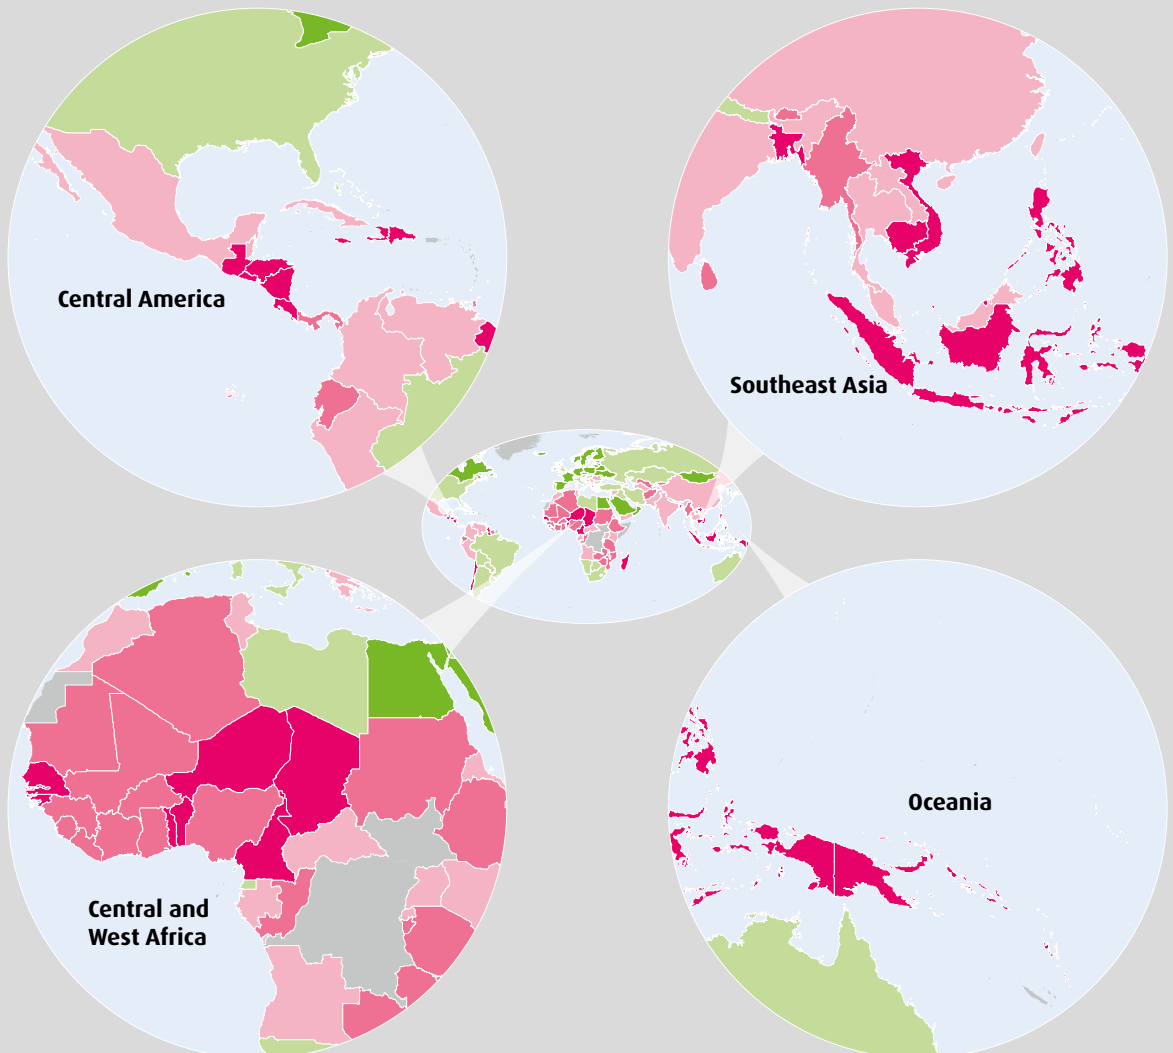 Central America
Southeast Asia
Central and
West Africa
Oceania